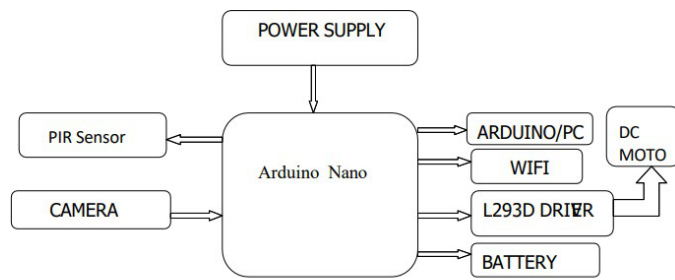 POWER SUPPLY
PIR Sensor
CAMERA
Arduino Nano
ARDUINO/PC
WIFI
L293D DRIVER
BATTERY
DC
MOTO